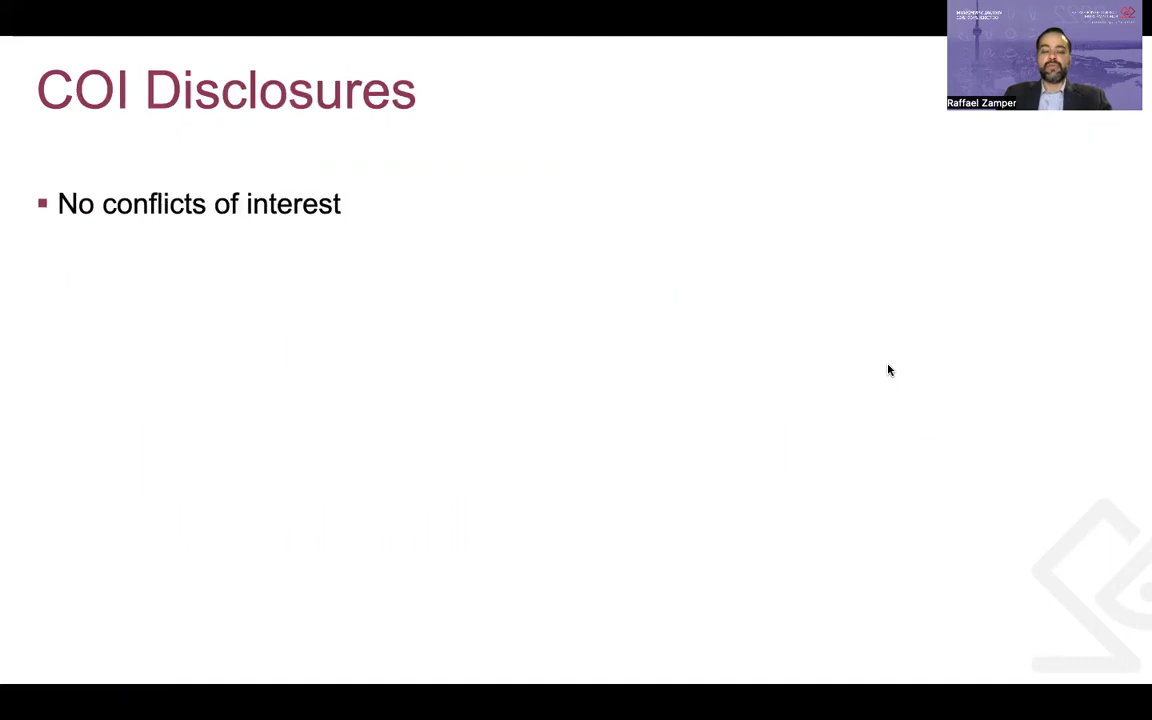 COI Disclosures
No conflicts of interest
Raffael Zamper